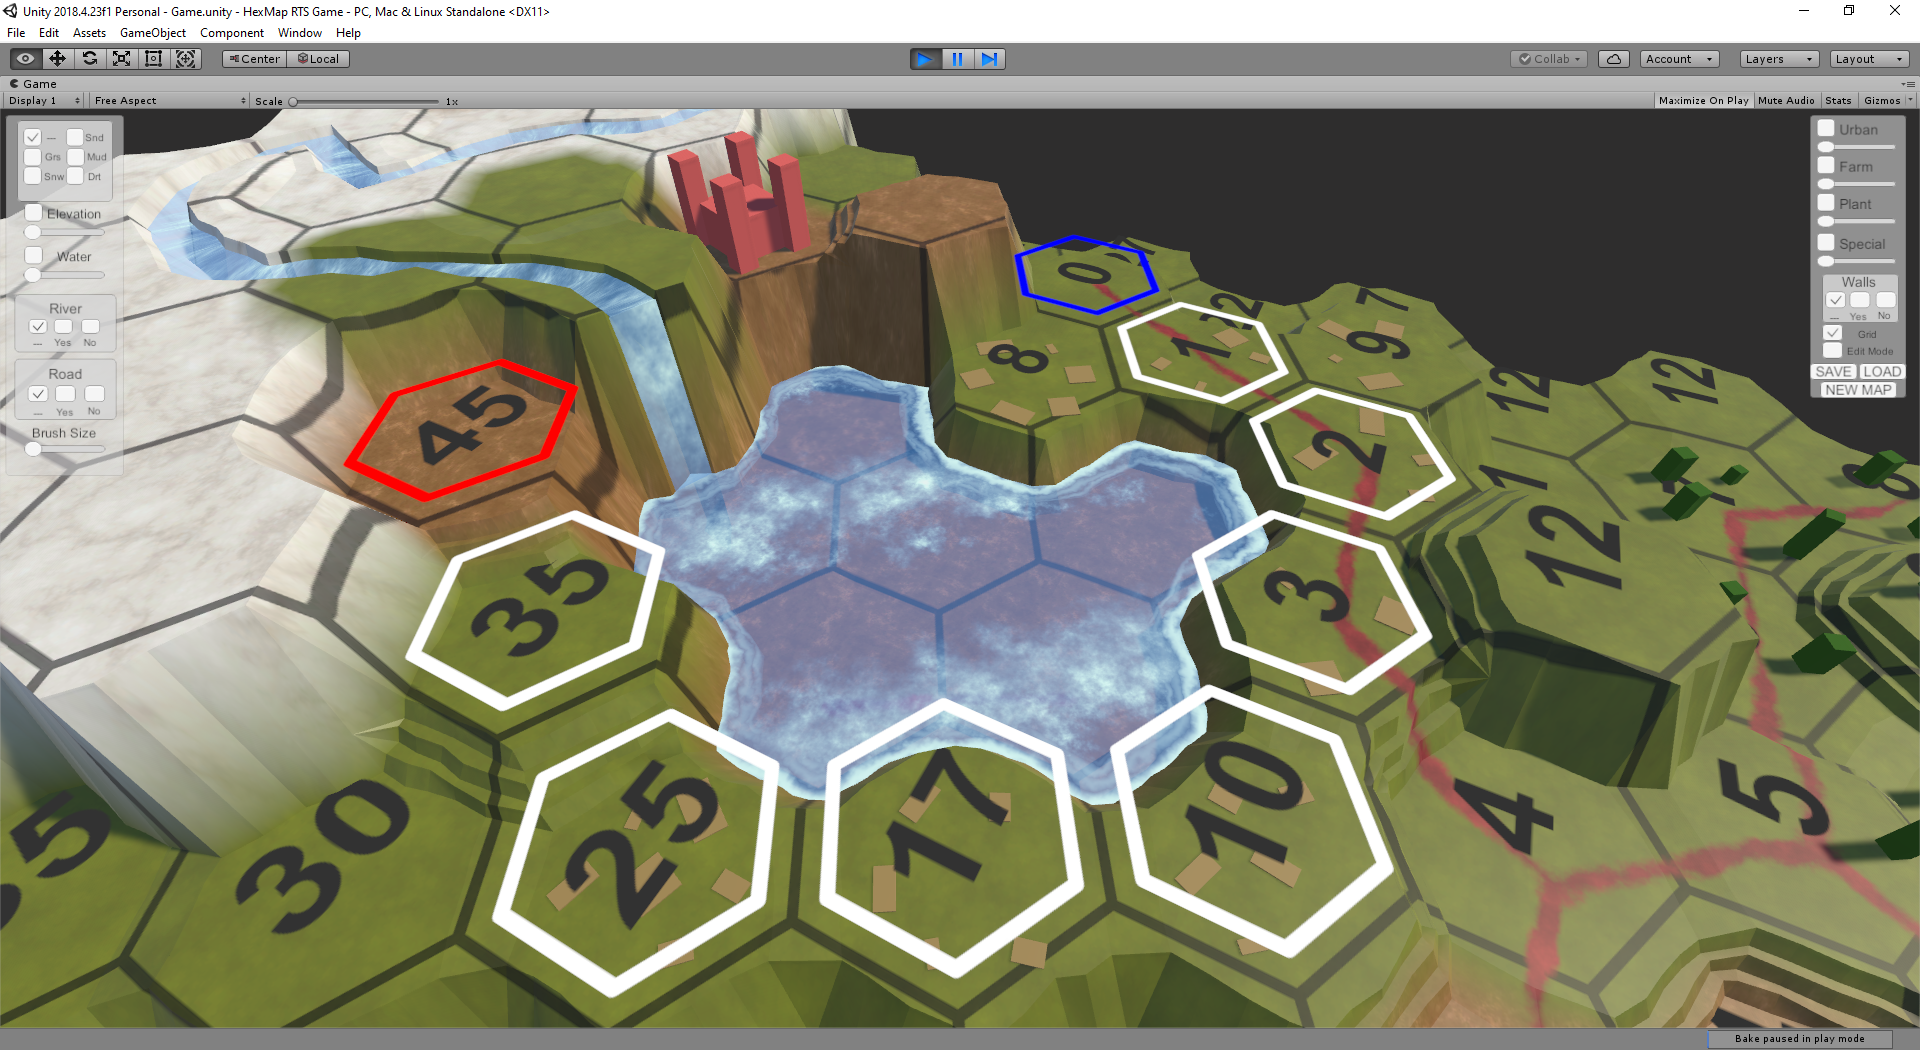 Unity 2018.4.23f1 Personal - Game.unity - HexMap RTS Game - PC, Mac & Linux Standalone <DX11>
File Edit Assets GameObject Component Window Help
Center Local Collab Account Layers Layout
Game
Display 1 Free Aspect Scale 1x Maximize On Play Mute Audio Stats Gizmos
--- Snd
Grs Mud
Snw Drt
Elevation
Water
River
--- Yes No
Road
--- Yes No
Brush Size
Urban
Farm
Plant
Special
Walls
--- Yes No
Grid
Edit Mode
SAVE LOAD
NEW MAP
0
12 7
8 1 9
12 12
45 2
1
12
35 3
25 17 10 4 5
30
Bake paused in play mode